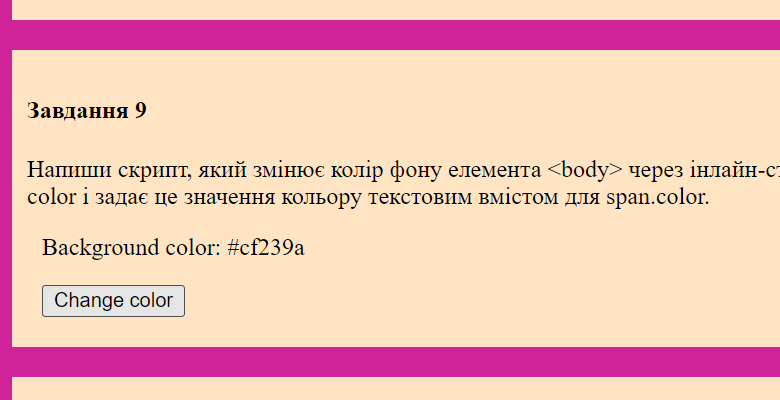 Завдання 9
Напиши скрипт, який змінює колір фону елемента <body> через інлайн-ст
color і задає це значення кольору текстовим вмістом для span.color.
Background color: #cf239a
Change color